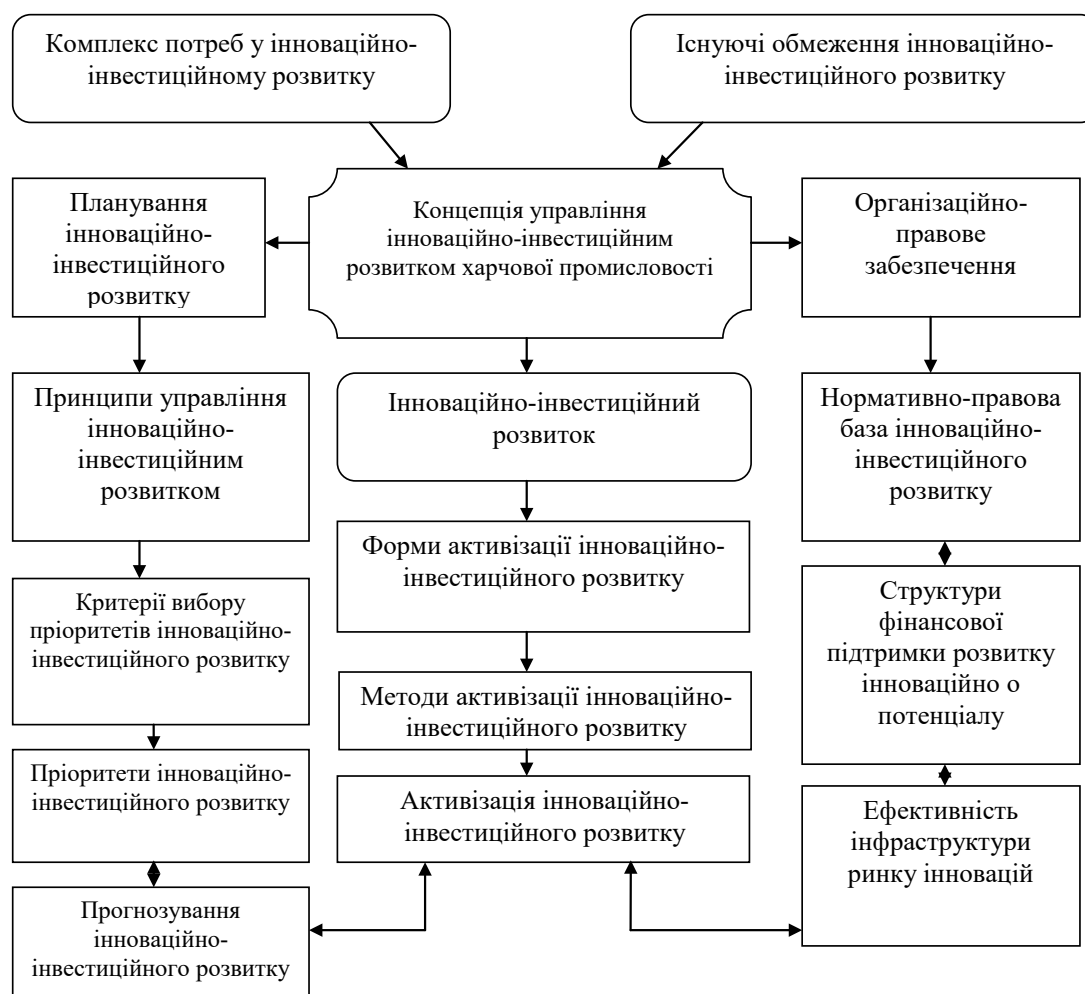 Комплекс потреб у інноваційно-
інвестиційному розвитку
Існуючі обмеження інноваційно-
інвестиційного розвитку
Планування
інноваційно-
інвестиційного
розвитку
Концепція управління
інноваційно-інвестиційним
розвитком харчової промисловості
Організаційно-
правове
забезпечення
Принципи управління
інноваційно-
інвестиційним
розвитком
Інноваційно-інвестиційний
розвиток
Нормативно-правова
база інноваційно-
інвестиційного
розвитку
Форми активізації інноваційно-
інвестиційного розвитку
Критерії вибору
пріоритетів інноваційно-
інвестиційного розвитку
Структури
фінансової
підтримки розвитку
інноваційно о
потенціалу
Методи активізації інноваційно-
інвестиційного розвитку
Пріоритети інноваційно-
інвестиційного розвитку
Активізація інноваційно-
інвестиційного розвитку
Ефективність
інфраструктури
ринку інновацій
Прогнозування
інноваційно-
інвестиційного розвитку